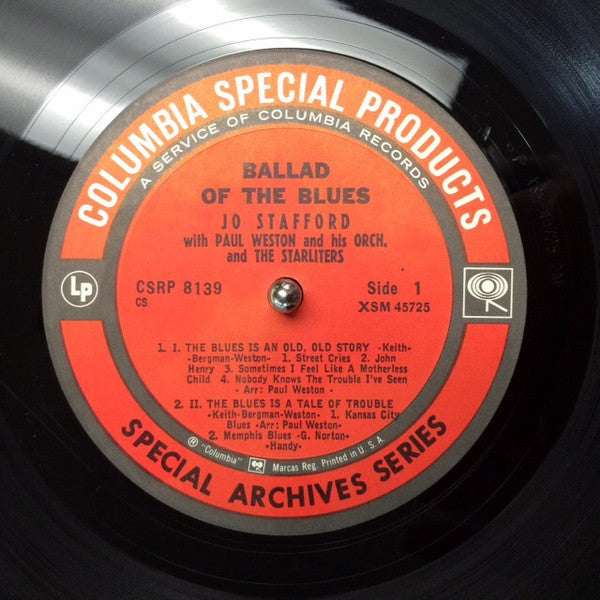 COLUMBIA SPECIAL PRODUCTS
A SERVICE OF COLUMBIA RECORDS
BALLAD
OF THE BLUES
JO STAFFORD
with PAUL WESTON and his ORCH.
and THE STARLITERS
Lp
CSRP 8139
CS
Side 1
XSM 45725
1. I. THE BLUES IS AN OLD, OLD STORY -Keith-
Bergman-Weston- 1. Street Cries 2. John
Henry 3. Sometimes I Feel Like A Motherless
Child 4. Nobody Knows The Trouble I've Seen
- Arr: Paul Weston-
2. II. THE BLUES IS A TALE OF TROUBLE
-Keith-Bergman-Weston- 1. Kansas City
Blues -Arr: Paul Weston-
2. Memphis Blues -G. Norton-
-Handy-
® "Columbia" Marcas Reg. Printed in U. S. A.
SPECIAL ARCHIVES SERIES